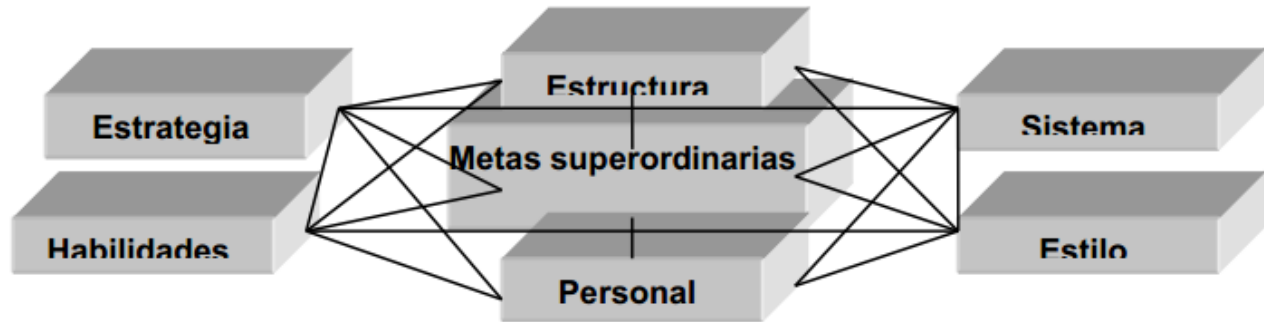 Estructura
Estrategia
Sistema
Metas superordinarias
Habilidades
Estilo
Personal